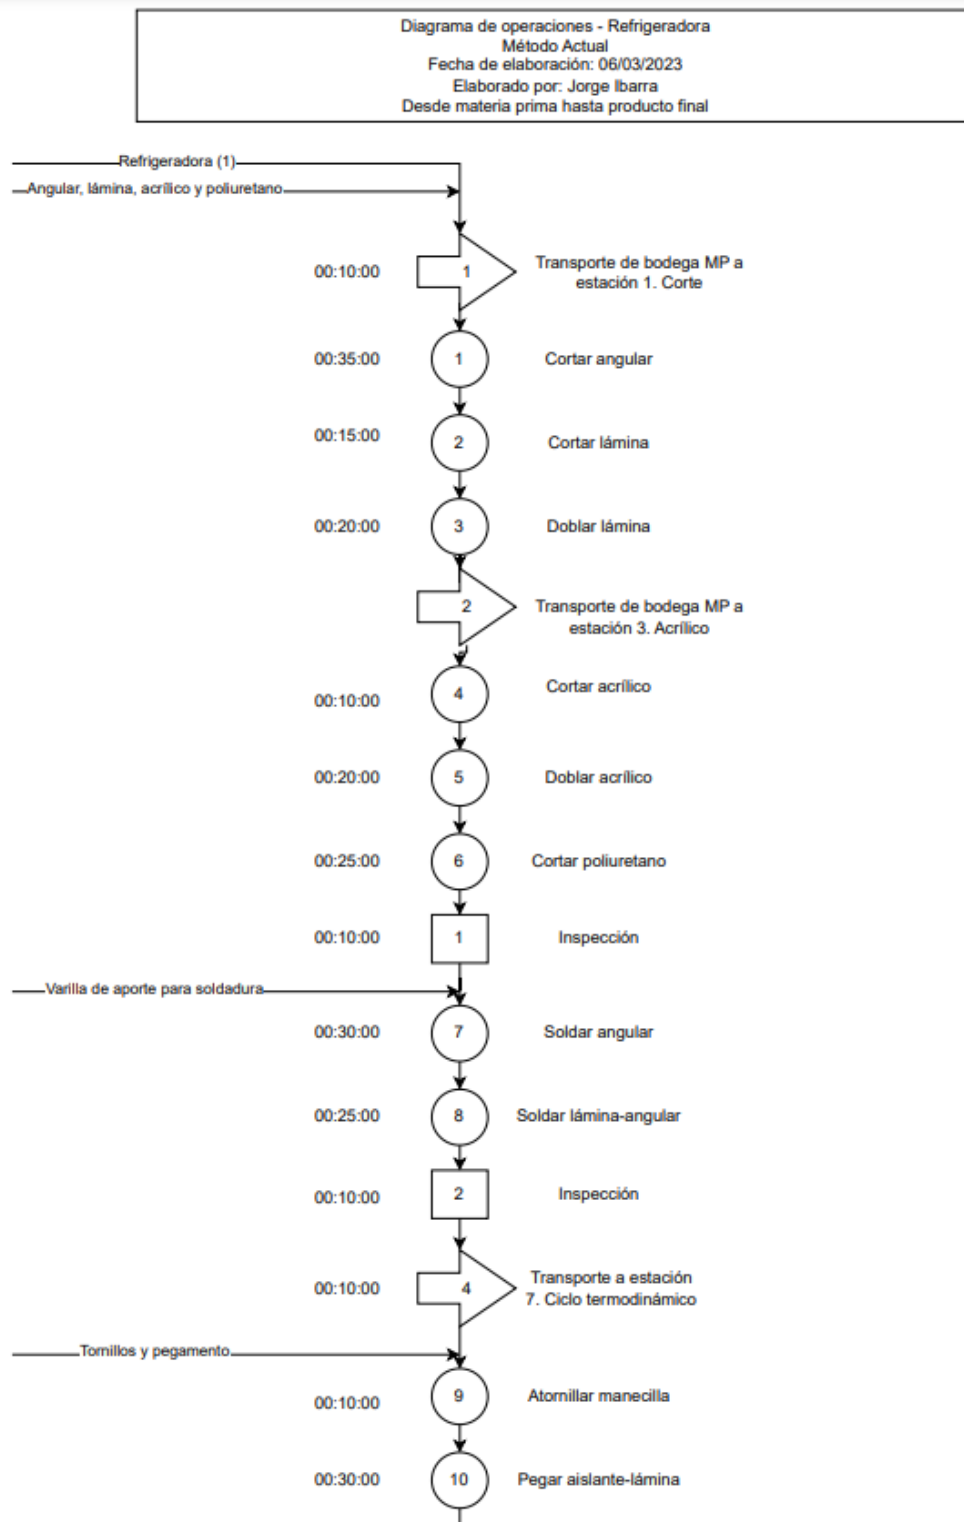 Diagrama de operaciones - Refrigeradora
Método Actual
Fecha de elaboración: 06/03/2023
Elaborado por: Jorge Ibarra
Desde materia prima hasta producto final
Refrigeradora (1)
Angular, lámina, acrílico y poliuretano
00:10:00
1
Transporte de bodega MP a
estación 1. Corte
00:35:00
1
Cortar angular
00:15:00
2
Cortar lámina
00:20:00
3
Doblar lámina
2
Transporte de bodega MP a
estación 3. Acrílico
00:10:00
4
Cortar acrílico
00:20:00
5
Doblar acrílico
00:25:00
6
Cortar poliuretano
00:10:00
1
Inspección
Varilla de aporte para soldadura
00:30:00
7
Soldar angular
00:25:00
8
Soldar lámina-angular
00:10:00
2
Inspección
00:10:00
4
Transporte a estación
7. Ciclo termodinámico
Tornillos y pegamento
00:10:00
9
Atornillar manecilla
00:30:00
10
Pegar aislante-lámina